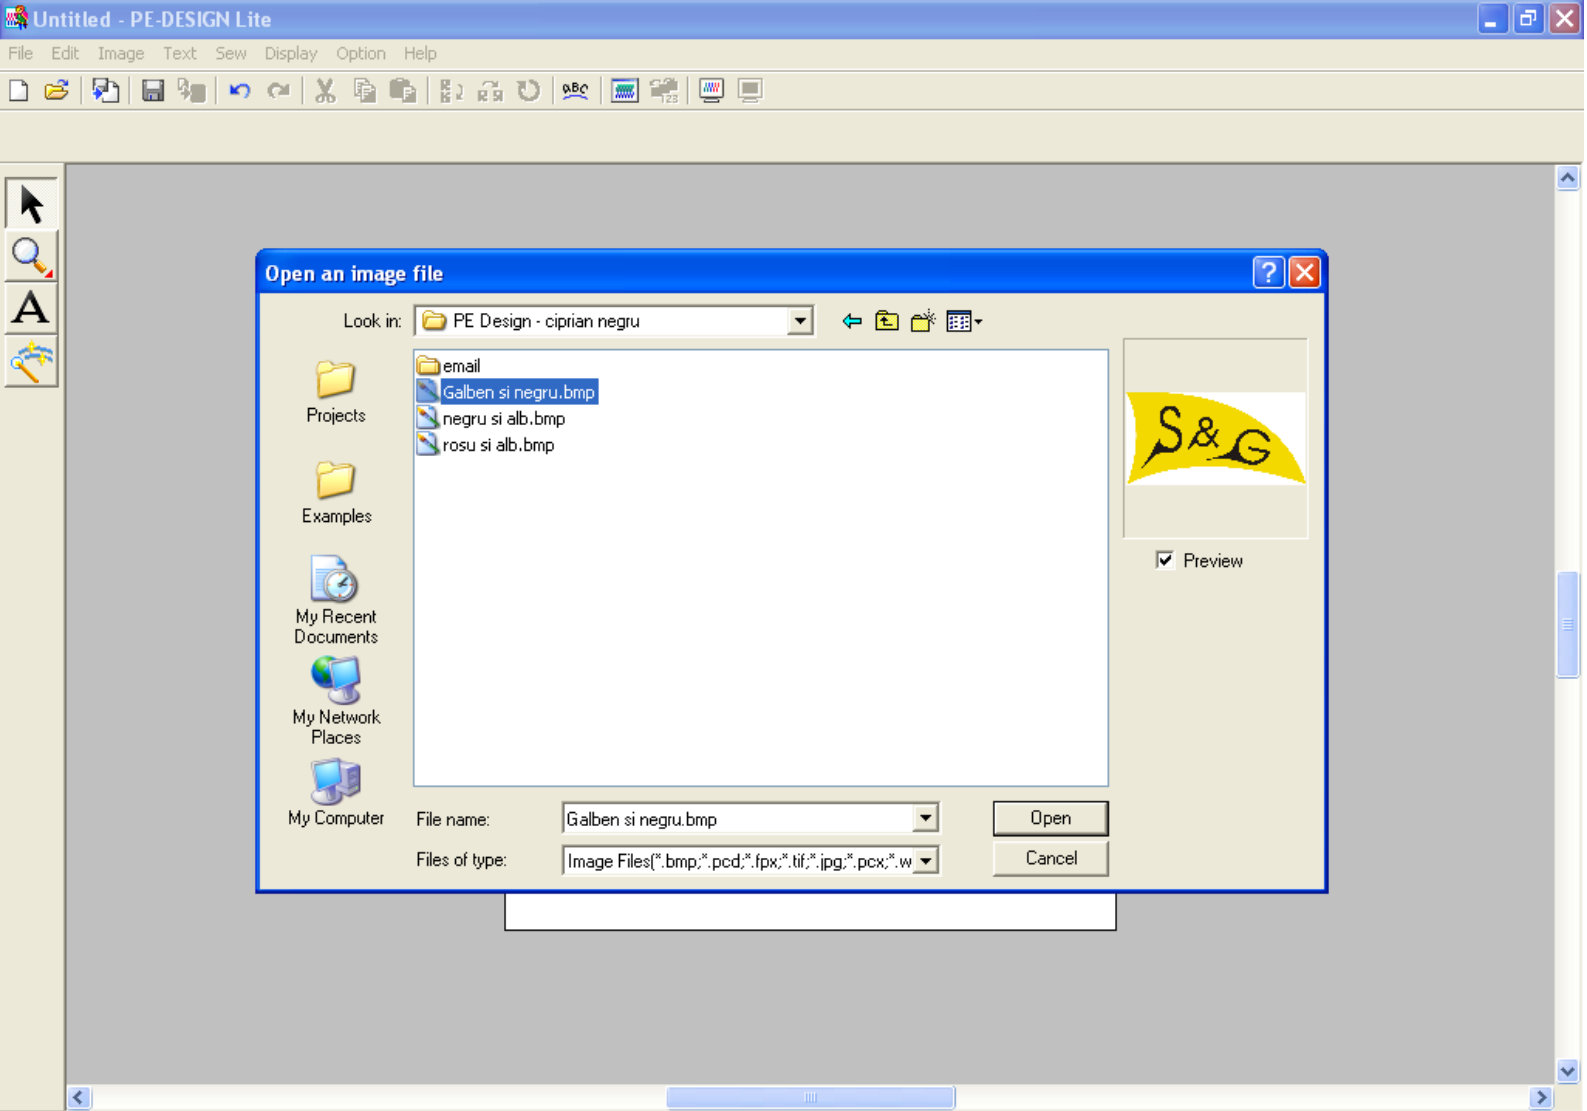 Untitled - PE-DESIGN Lite
File Edit Image Text Sew Display Option Help
ABC
123
A
Open an image file
Look in: PE Design - ciprian negru
email
Galben si negru.bmp
negru si alb.bmp
rosu si alb.bmp
Projects
Examples
My Recent
Documents
My Network
Places
My Computer
S & G
Preview
File name: Galben si negru.bmp Open
Files of type: Image Files(*.bmp;*.pcd;*.fpx;*.tif;*.jpg;*.pcx;*.w Cancel